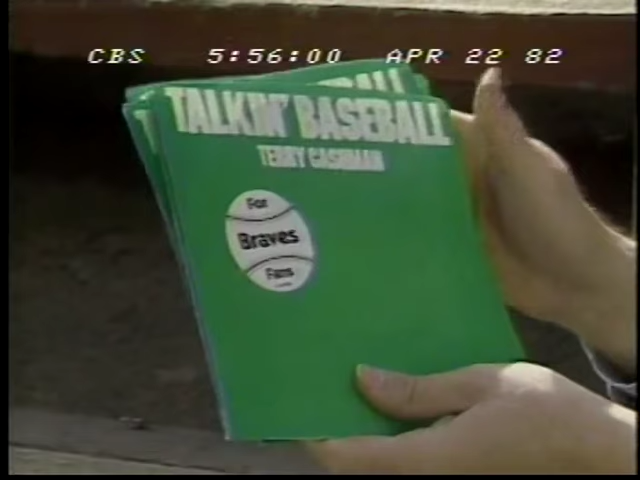 CBS 5:56:00 APR 22 82
TALKIN' BASEBALL
TERRY CASHMAN
For
Braves
Fans